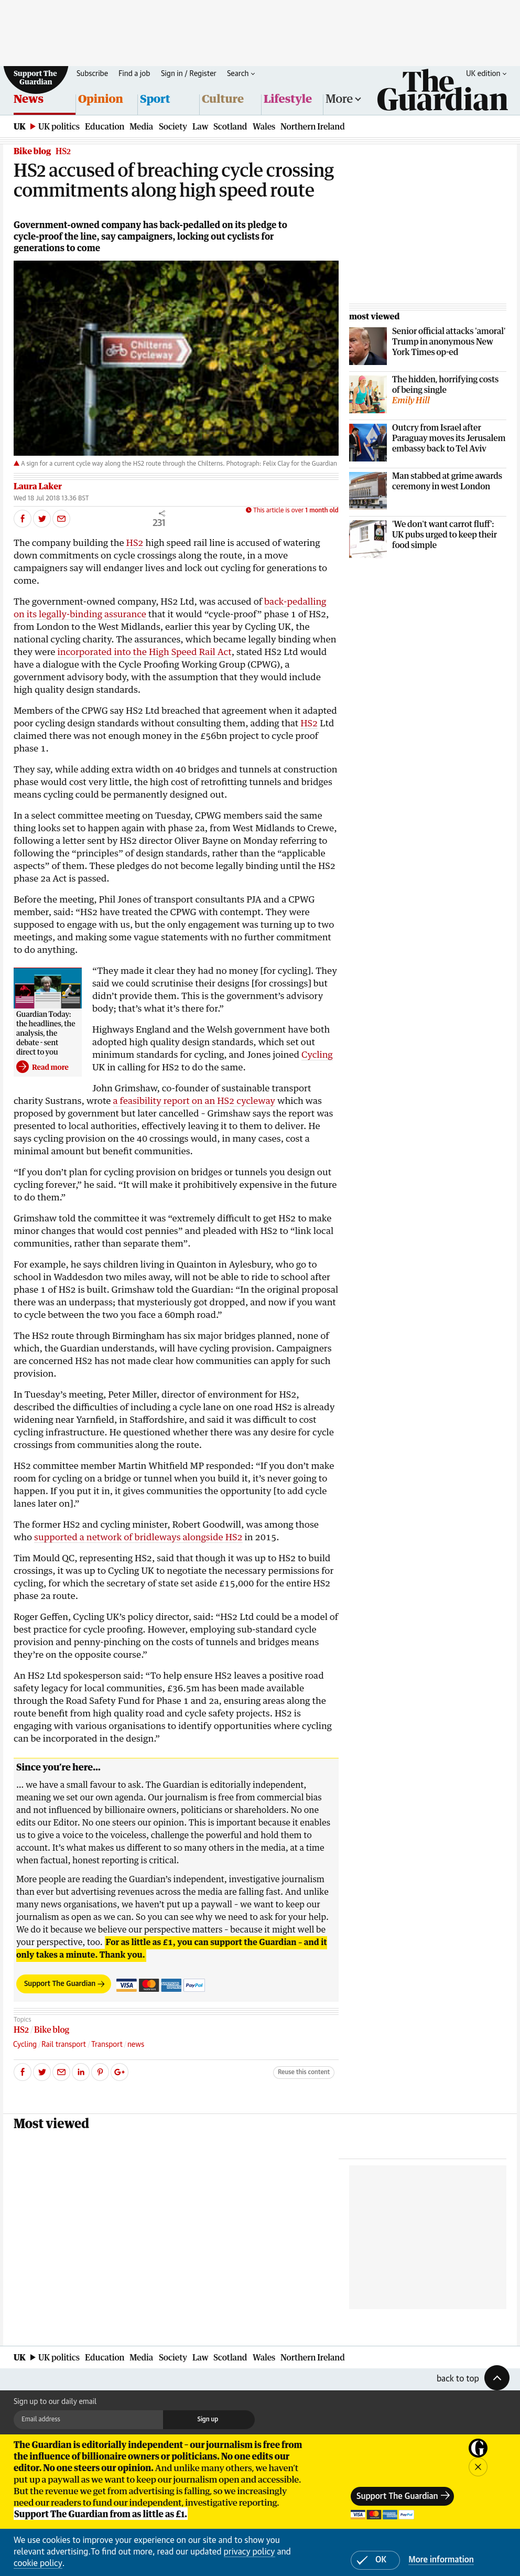 Support The
Guardian
Subscribe
Find a job
Sign in / Register
Search
UK edition
The
Guardian
News
Opinion
Sport
Culture
Lifestyle
More
UK
UK politics
Education
Media
Society
Law
Scotland
Wales
Northern Ireland
Bike blog HS2
HS2 accused of breaching cycle crossing
commitments along high speed route
Government-owned company has back-pedalled on its pledge to
cycle-proof the line, say campaigners, locking out cyclists for
generations to come
Chilterns
Cycleway
A sign for a current cycle way along the HS2 route through the Chilterns. Photograph: Felix Clay for the Guardian
Laura Laker
Wed 18 Jul 2018 13.36 BST
231
This article is over 1 month old
The company building the HS2 high speed rail line is accused of watering
down commitments on cycle crossings along the route, in a move
campaigners say will endanger lives and lock out cycling for generations to
come.
The government-owned company, HS2 Ltd, was accused of back-pedalling
on its legally-binding assurance that it would “cycle-proof” phase 1 of HS2,
from London to the West Midlands, earlier this year by Cycling UK, the
national cycling charity. The assurances, which became legally binding when
they were incorporated into the High Speed Rail Act, stated HS2 Ltd would
have a dialogue with the Cycle Proofing Working Group (CPWG), a
government advisory body, with the assumption that they would include
high quality design standards.
Members of the CPWG say HS2 Ltd breached that agreement when it adapted
poor cycling design standards without consulting them, adding that HS2 Ltd
claimed there was not enough money in the £56bn project to cycle proof
phase 1.
They say, while adding extra width on 40 bridges and tunnels at construction
phase would cost very little, the high cost of retrofitting tunnels and bridges
means cycling could be permanently designed out.
In a select committee meeting on Tuesday, CPWG members said the same
thing looks set to happen again with phase 2a, from West Midlands to Crewe,
following a letter sent by HS2 director Oliver Bayne on Monday referring to
following the “principles” of design standards, rather than the “applicable
aspects” of them. These pledges do not become legally binding until the HS2
phase 2a Act is passed.
Before the meeting, Phil Jones of transport consultants PJA and a CPWG
member, said: “HS2 have treated the CPWG with contempt. They were
supposed to engage with us, but the only engagement was turning up to two
meetings, and making some vague statements with no further commitment
to do anything.
Guardian Today:
the headlines, the
analysis, the
debate - sent
direct to you
Read more
“They made it clear they had no money [for cycling]. They
said we could scrutinise their designs [for crossings] but
didn’t provide them. This is the government’s advisory
body; that’s what it’s there for.”
Highways England and the Welsh government have both
adopted high quality design standards, which set out
minimum standards for cycling, and Jones joined Cycling
UK in calling for HS2 to do the same.
John Grimshaw, co-founder of sustainable transport
charity Sustrans, wrote a feasibility report on an HS2 cycleway which was
proposed by government but later cancelled – Grimshaw says the report was
presented to local authorities, effectively leaving it to them to deliver. He
says cycling provision on the 40 crossings would, in many cases, cost a
minimal amount but benefit communities.
“If you don’t plan for cycling provision on bridges or tunnels you design out
cycling forever,” he said. “It will make it prohibitively expensive in the future
to do them.”
Grimshaw told the committee it was “extremely difficult to get HS2 to make
minor changes that would cost pennies” and pleaded with HS2 to “link local
communities, rather than separate them”.
For example, he says children living in Quainton in Aylesbury, who go to
school in Waddesdon two miles away, will not be able to ride to school after
phase 1 of HS2 is built. Grimshaw told the Guardian: “In the original proposal
there was an underpass; that mysteriously got dropped, and now if you want
to cycle between the two you face a 60mph road.”
The HS2 route through Birmingham has six major bridges planned, none of
which, the Guardian understands, will have cycling provision. Campaigners
are concerned HS2 has not made clear how communities can apply for such
provision.
In Tuesday’s meeting, Peter Miller, director of environment for HS2,
described the difficulties of including a cycle lane on one road HS2 is already
widening near Yarnfield, in Staffordshire, and said it was difficult to cost
cycling infrastructure. He questioned whether there was any desire for cycle
crossings from communities along the route.
HS2 committee member Martin Whitfield MP responded: “If you don’t make
room for cycling on a bridge or tunnel when you build it, it’s never going to
happen. If you put it in, it gives communities the opportunity [to add cycle
lanes later on].”
The former HS2 and cycling minister, Robert Goodwill, was among those
who supported a network of bridleways alongside HS2 in 2015.
Tim Mould QC, representing HS2, said that though it was up to HS2 to build
crossings, it was up to Cycling UK to negotiate the necessary permissions for
cycling, for which the secretary of state set aside £15,000 for the entire HS2
phase 2a route.
Roger Geffen, Cycling UK’s policy director, said: “HS2 Ltd could be a model of
best practice for cycle proofing. However, employing sub-standard cycle
provision and penny-pinching on the costs of tunnels and bridges means
they’re on the opposite course.”
An HS2 Ltd spokesperson said: “To help ensure HS2 leaves a positive road
safety legacy for local communities, £36.5m has been made available
through the Road Safety Fund for Phase 1 and 2a, ensuring areas along the
route benefit from high quality road and cycle safety projects. HS2 is
engaging with various organisations to identify opportunities where cycling
can be incorporated in the design.”
Since you’re here…
… we have a small favour to ask. The Guardian is editorially independent,
meaning we set our own agenda. Our journalism is free from commercial bias
and not influenced by billionaire owners, politicians or shareholders. No one
edits our Editor. No one steers our opinion. This is important because it enables
us to give a voice to the voiceless, challenge the powerful and hold them to
account. It’s what makes us different to so many others in the media, at a time
when factual, honest reporting is critical.
More people are reading the Guardian’s independent, investigative journalism
than ever but advertising revenues across the media are falling fast. And unlike
many news organisations, we haven’t put up a paywall – we want to keep our
journalism as open as we can. So you can see why we need to ask for your help.
We do it because we believe our perspective matters – because it might be well
your perspective, too. For as little as £1, you can support the Guardian – and it
only takes a minute. Thank you.
Support The Guardian
VISA
PayPal
Topics
HS2 Bike blog
Cycling Rail transport Transport news
Reuse this content
most viewed
Senior official attacks 'amoral'
Trump in anonymous New
York Times op-ed
The hidden, horrifying costs
of being single
Emily Hill
Outcry from Israel after
Paraguay moves its Jerusalem
embassy back to Tel Aviv
Man stabbed at grime awards
ceremony in west London
'We don't want carrot fluff':
UK pubs urged to keep their
food simple
Most viewed
UK
UK politics
Education
Media
Society
Law
Scotland
Wales
Northern Ireland
back to top
Sign up to our daily email
Email address
Sign up
The Guardian is editorially independent – our journalism is free from
the influence of billionaire owners or politicians. No one edits our
editor. No one steers our opinion. And unlike many others, we haven’t
put up a paywall as we want to keep our journalism open and accessible.
But the revenue we get from advertising is falling, so we increasingly
need our readers to fund our independent, investigative reporting.
Support The Guardian from as little as £1.
Support The Guardian
VISA
PayPal
We use cookies to improve your experience on our site and to show you
relevant advertising.To find out more, read our updated privacy policy and
cookie policy.
OK
More information